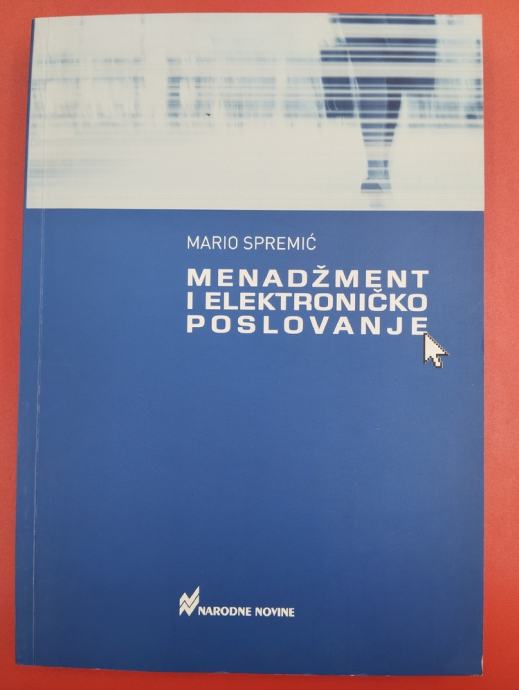 MARIO SPREMIĆ
MENADŽMENT
I ELEKTRONIČKO
POSLOVANJE
NARODNE NOVINE